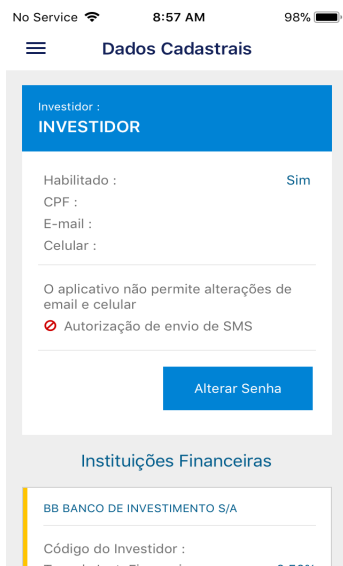 No Service 8:57 AM 98%
Dados Cadastrais
Investidor :
INVESTIDOR
Habilitado : Sim
CPF :
E-mail :
Celular :
O aplicativo não permite alterações de
email e celular
Autorização de envio de SMS
Alterar Senha
Instituições Financeiras
BB BANCO DE INVESTIMENTO S/A
Código do Investidor :